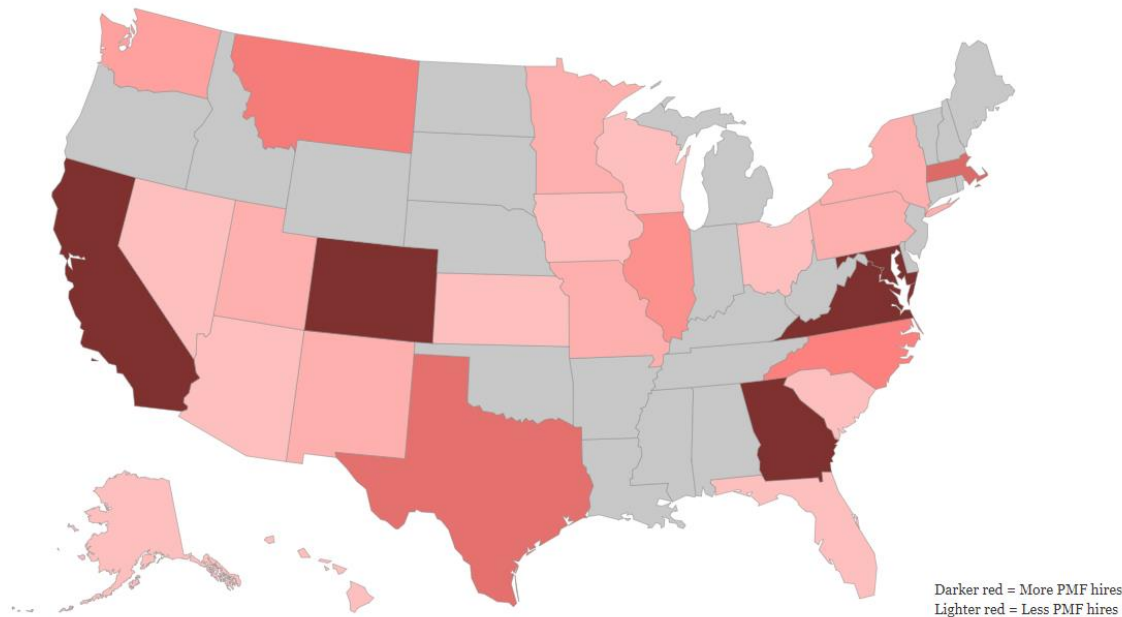 Darker red = More PMF hires
Lighter red = Less PMF hires